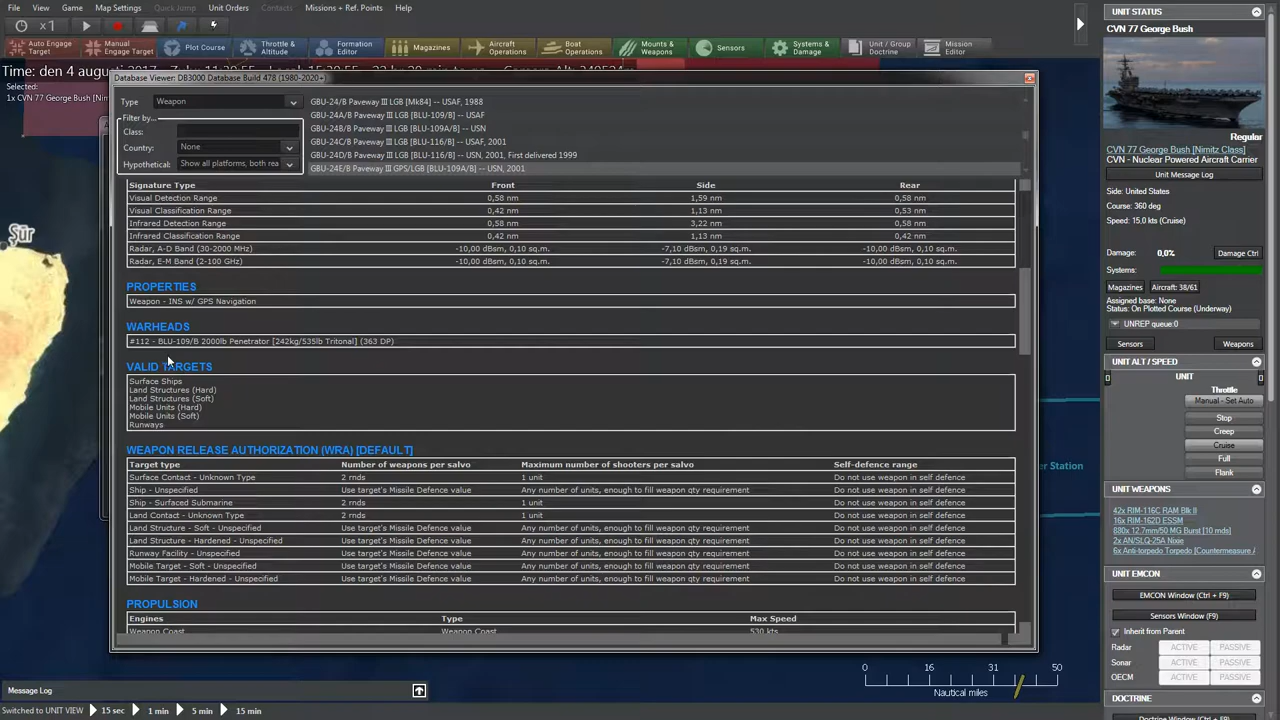 File View Game Map Settings Quick Jump Unit Orders Contacts Missions + Ref. Points Help
×1
Auto Engage Target
Manual Engage Target
Plot Course
Throttle & Altitude
Formation Editor
Magazines
Aircraft Operations
Boat Operations
Mounts & Weapons
Sensors
Systems & Damage
Unit / Group Doctrine
Mission Editor
Time: den 4 augusti 2017
Selected:
1x CVN 77 George Bush [Nimitz
Sūr
Database Viewer: DB3000 Database Build 478 (1980-2020+)
Type Weapon
Filter by...
Class:
Country: None
Hypothetical: Show all platforms, both rea
GBU-24/B Paveway III LGB [Mk84] -- USAF, 1988
GBU-24A/B Paveway III LGB [BLU-109/B] -- USAF
GBU-24B/B Paveway III LGB [BLU-109A/B] -- USN
GBU-24C/B Paveway III LGB [BLU-116/B] -- USAF, 2001
GBU-24D/B Paveway III LGB [BLU-116/B] -- USN, 2001, First delivered 1999
GBU-24E/B Paveway III GPS/LGB [BLU-109A/B] -- USN, 2001
Signature Type Front Side Rear
Visual Detection Range 0,58 nm 1,59 nm 0,58 nm
Visual Classification Range 0,42 nm 1,13 nm 0,53 nm
Infrared Detection Range 0,58 nm 3,22 nm 0,58 nm
Infrared Classification Range 0,42 nm 1,13 nm 0,42 nm
Radar, A-D Band (30-2000 MHz) -10,00 dBsm, 0,10 sq.m. -7,10 dBsm, 0,19 sq.m. -10,00 dBsm, 0,10 sq.m.
Radar, E-M Band (2-100 GHz) -10,00 dBsm, 0,10 sq.m. -7,10 dBsm, 0,19 sq.m. -10,00 dBsm, 0,10 sq.m.
PROPERTIES
Weapon - INS w/ GPS Navigation
WARHEADS
#112 - BLU-109/B 2000lb Penetrator [242kg/535lb Tritonal] (363 DP)
VALID TARGETS
Surface Ships
Land Structures (Hard)
Land Structures (Soft)
Mobile Units (Hard)
Mobile Units (Soft)
Runways
WEAPON RELEASE AUTHORIZATION (WRA) [DEFAULT]
Target type Number of weapons per salvo Maximum number of shooters per salvo Self-defence range
Surface Contact - Unknown Type 2 rnds 1 unit Do not use weapon in self defence
Ship - Unspecified Use target's Missile Defence value Any number of units, enough to fill weapon qty requirement Do not use weapon in self defence
Ship - Surfaced Submarine 2 rnds 1 unit Do not use weapon in self defence
Land Contact - Unknown Type 2 rnds 1 unit Do not use weapon in self defence
Land Structure - Soft - Unspecified Use target's Missile Defence value Any number of units, enough to fill weapon qty requirement Do not use weapon in self defence
Land Structure - Hardened - Unspecified Use target's Missile Defence value Any number of units, enough to fill weapon qty requirement Do not use weapon in self defence
Runway Facility - Unspecified Use target's Missile Defence value Any number of units, enough to fill weapon qty requirement Do not use weapon in self defence
Mobile Target - Soft - Unspecified Use target's Missile Defence value Any number of units, enough to fill weapon qty requirement Do not use weapon in self defence
Mobile Target - Hardened - Unspecified Use target's Missile Defence value Any number of units, enough to fill weapon qty requirement Do not use weapon in self defence
PROPULSION
Engines Type Max Speed
Weapon Coast Weapon Coast 530 kts
er Station
0 16 31 50
Nautical miles
Message Log
Switched to UNIT VIEW 15 sec 1 min 5 min 15 min
UNIT STATUS
CVN 77 George Bush
Regular
CVN 77 George Bush [Nimitz Class]
CVN - Nuclear Powered Aircraft Carrier
Unit Message Log
Side: United States
Course: 360 deg
Speed: 15,0 kts (Cruise)
Damage: 0,0% Damage Ctrl
Systems:
Magazines Aircraft: 38/61
Assigned base: None
Status: On Plotted Course (Underway)
UNREP queue:0
Sensors Weapons
UNIT ALT / SPEED
UNIT
Throttle
Manual - Set Auto
Stop
Creep
Cruise
Full
Flank
UNIT WEAPONS
42x RIM-116C RAM Blk II
16x RIM-162D ESSM
880x 12.7mm/50 MG Burst [10 rnds]
2x AN/SLQ-25A Nixie
6x Anti-torpedo Torpedo [Countermeasure
UNIT EMCON
EMCON Window (Ctrl + F9)
Sensors Window (F9)
Inherit from Parent
Radar ACTIVE PASSIVE
Sonar ACTIVE PASSIVE
OECM ACTIVE PASSIVE
DOCTRINE